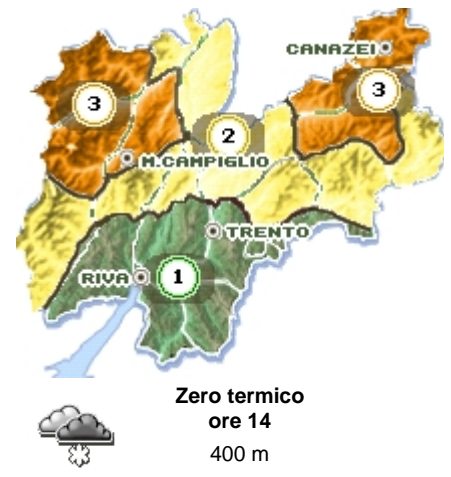 CANAZEI
3
3
2
M.CAMPIGLIO
TRENTO
RIVA
1
Zero termico
ore 14
400 m